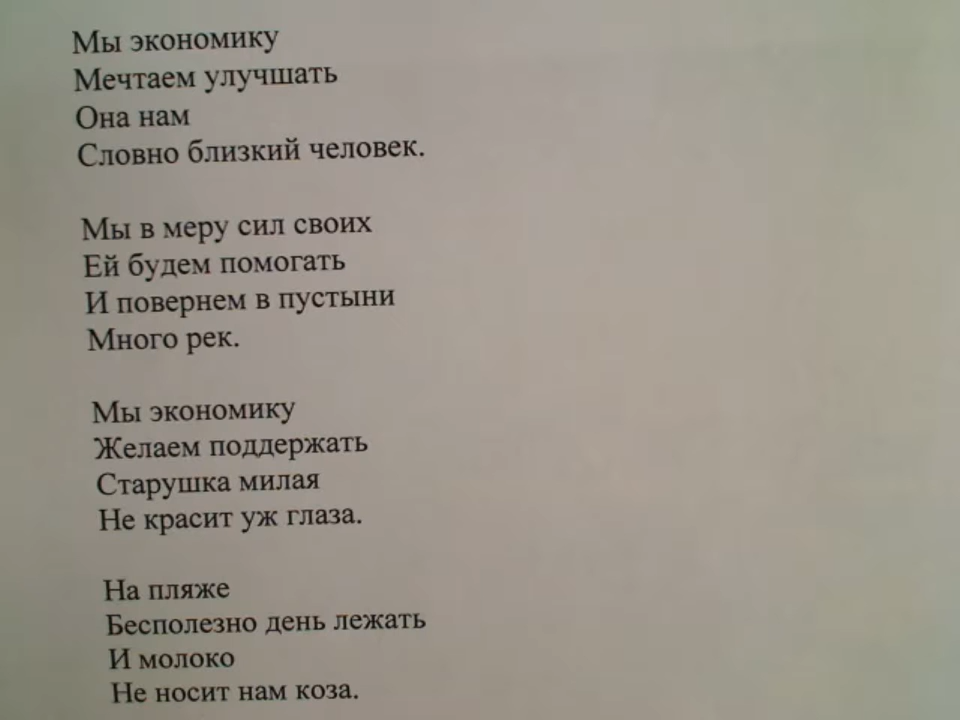 Мы экономику
Мечтаем улучшать
Она нам
Словно близкий человек.
Мы в меру сил своих
Ей будем помогать
И повернем в пустыни
Много рек.
Мы экономику
Желаем поддержать
Старушка милая
Не красит уж глаза.
На пляже
Бесполезно день лежать
И молоко
Не носит нам коза.